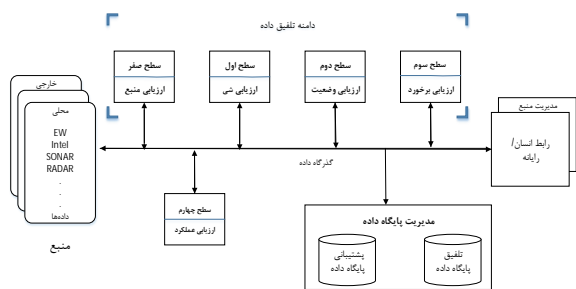 دامنه تلفیق داده
سطح سوم
ارزیابی برخورد
سطح دوم
ارزیابی وضعیت
سطح اول
ارزیابی شی
سطح صفر
ارزیابی منبع
خارجی
محلی
EW
Intel
SONAR
RADAR
.
.
.
داده‌ها
منبع
مدیریت منبع
رابط انسان/
رایانه
گذرگاه داده
سطح چهارم
ارزیابی عملکرد
مدیریت پایگاه داده
تلفیق
پایگاه داده
پشتیبانی
پایگاه داده